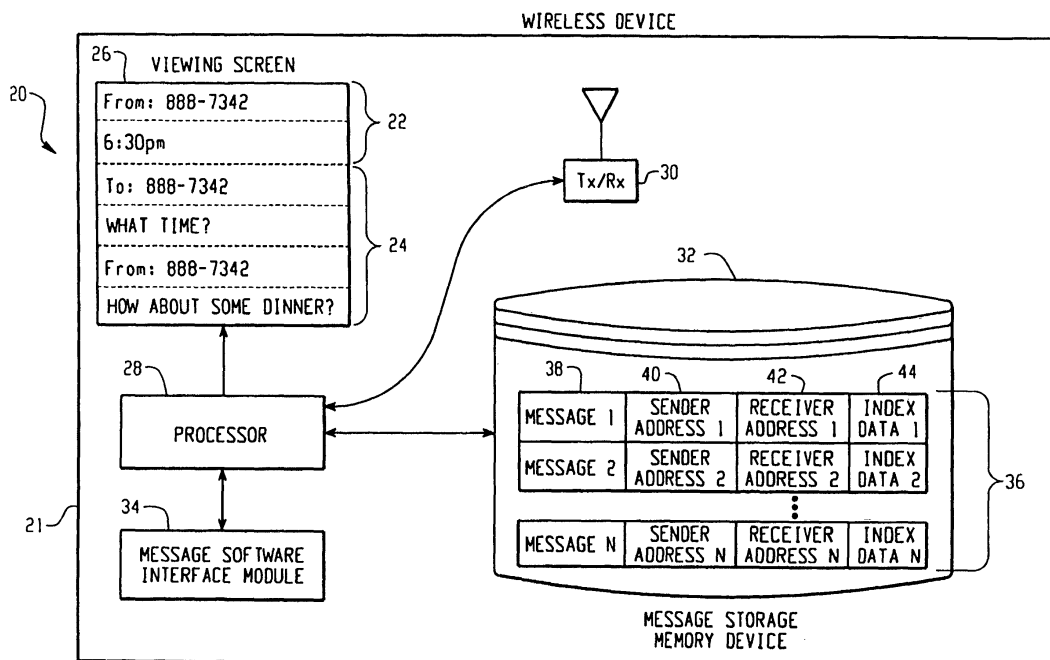 WIRELESS DEVICE
20
26
VIEWING SCREEN
From: 888-7342
6:30pm
22
To: 888-7342
WHAT TIME?
From: 888-7342
HOW ABOUT SOME DINNER?
24
Tx/Rx
30
28
PROCESSOR
34
MESSAGE SOFTWARE
INTERFACE MODULE
21
32
38
40
42
44
MESSAGE 1
SENDER
ADDRESS 1
RECEIVER
ADDRESS 1
INDEX
DATA 1
MESSAGE 2
SENDER
ADDRESS 2
RECEIVER
ADDRESS 2
INDEX
DATA 2
MESSAGE N
SENDER
ADDRESS N
RECEIVER
ADDRESS N
INDEX
DATA N
36
MESSAGE STORAGE
MEMORY DEVICE